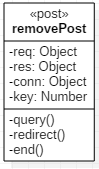 «post»
removePost
-req: Object
-res: Object
-conn: Object
-key: Number
-query()
-redirect()
-end()